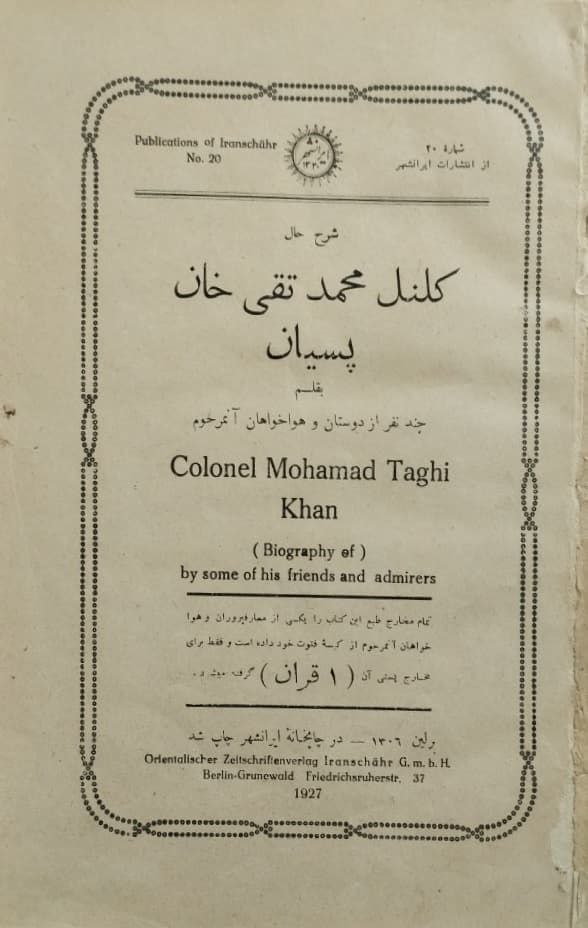 Publications of Iranschähr
No. 20
ایرانشهر
شمارهٔ ۲۰
از انتشارات ایرانشهر
شرح حال
کلنل محمد تقی خان
پسیان
بقلم
چند نفر از دوستان و هواخواهان آنمرحوم
Colonel Mohamad Taghi
Khan
( Biography of )
by some of his friends and admirers
تمام مخارج طبع این کتاب را یکی از معارفپروران و هوا
خواهان آنمرحوم از کیسهٔ فتوت خود داده است و فقط برای
مخارج پستی آن ( ۱ قران ) گرفته میشود.
برلین ۱۳۰٦ — در چاپخانهٔ ایرانشهر چاپ شد
Orientalischer Zeitschriftenverlag Iranschähr G. m. b. H.
Berlin-Grunewald Friedrichsruherstr. 37
1927